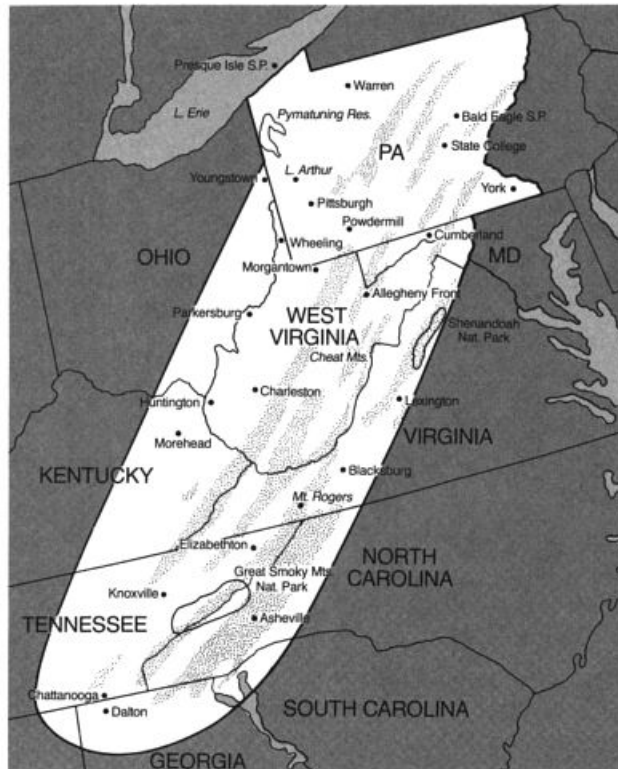 Presque Isle S.P.
Warren
L. Erie
Pymatuning Res.
Bald Eagle S.P.
PA
State College
L. Arthur
Youngstown
York
Pittsburgh
Powdermill
Cumberland
Wheeling
OHIO
MD
Morgantown
Allegheny Front
Parkersburg
WEST
VIRGINIA
Shenandoah
Nat. Park
Cheat Mts.
Charleston
Huntington
Lexington
Morehead
VIRGINIA
KENTUCKY
Blacksburg
Mt. Rogers
Elizabethton
NORTH
CAROLINA
Great Smoky Mts.
Nat. Park
Knoxville
TENNESSEE
Asheville
Chattanooga
Dalton
SOUTH CAROLINA
GEORGIA